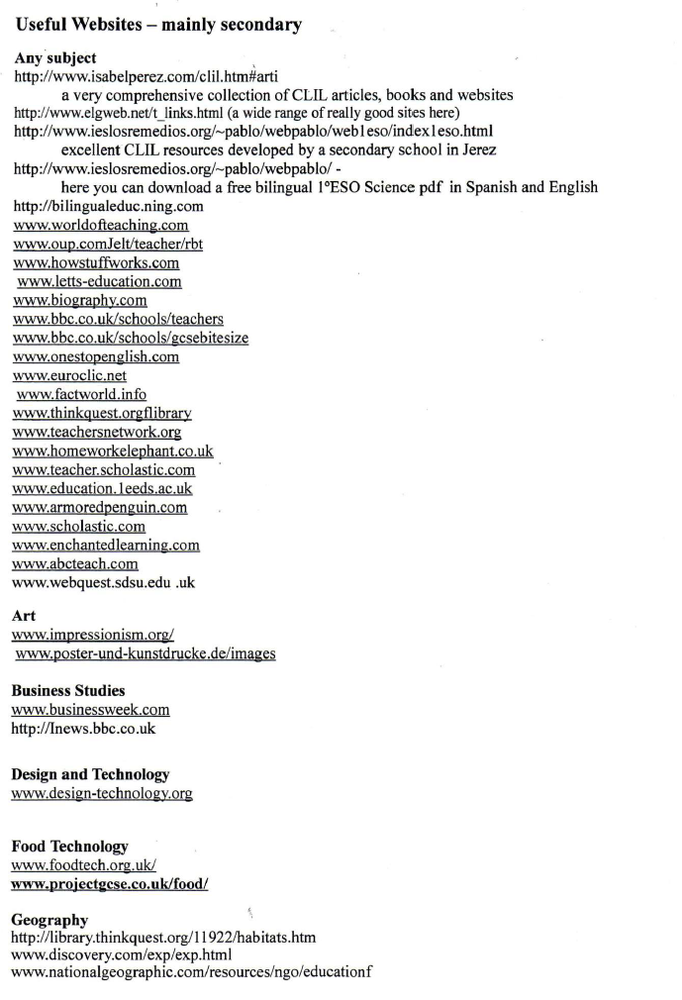 Useful Websites – mainly secondary
Any subject
http://www.isabelperez.com/clil.htm#arti
a very comprehensive collection of CLIL articles, books and websites
http://www.elgweb.net/t_links.html (a wide range of really good sites here)
http://www.ieslosremedios.org/~pablo/webpablo/web1eso/index1eso.html
excellent CLIL resources developed by a secondary school in Jerez
http://www.ieslosremedios.org/~pablo/webpablo/ -
here you can download a free bilingual 1ºESO Science pdf in Spanish and English
http://bilingualeduc.ning.com
www.worldofteaching.com
www.oup.comJelt/teacher/rbt
www.howstuffworks.com
www.letts-education.com
www.biography.com
www.bbc.co.uk/schools/teachers
www.bbc.co.uk/schools/gcsebitesize
www.onestopenglish.com
www.euroclic.net
www.factworld.info
www.thinkquest.orgflibrary
www.teachersnetwork.org
www.homeworkelephant.co.uk
www.teacher.scholastic.com
www.education.1eeds.ac.uk
www.armoredpenguin.com
www.scholastic.com
www.enchantedlearning.com
www.abcteach.com
www.webquest.sdsu.edu .uk
Art
www.impressionism.org/
www.poster-und-kunstdrucke.de/images
Business Studies
www.businessweek.com
http://Inews.bbc.co.uk
Design and Technology
www.design-technology.org
Food Technology
www.foodtech.org.uk/
www.projectgcse.co.uk/food/
Geography
http://library.thinkquest.org/11922/habitats.htm
www.discovery.com/exp/exp.html
www.nationalgeographic.com/resources/ngo/educationf